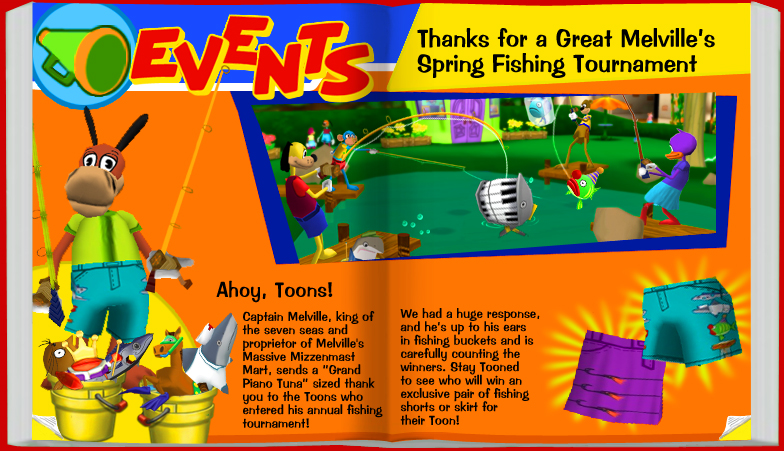 EVENTS
Thanks for a Great Melville's
Spring Fishing Tournament
Ahoy, Toons!
Captain Melville, king of
the seven seas and
proprietor of Melville's
Massive Mizzenmast
Mart, sends a "Grand
Piano Tuna" sized thank
you to the Toons who
entered his annual fishing
tournament!
We had a huge response,
and he's up to his ears
in fishing buckets and is
carefully counting the
winners. Stay Tooned
to see who will win an
exclusive pair of fishing
shorts or skirt for
their Toon!